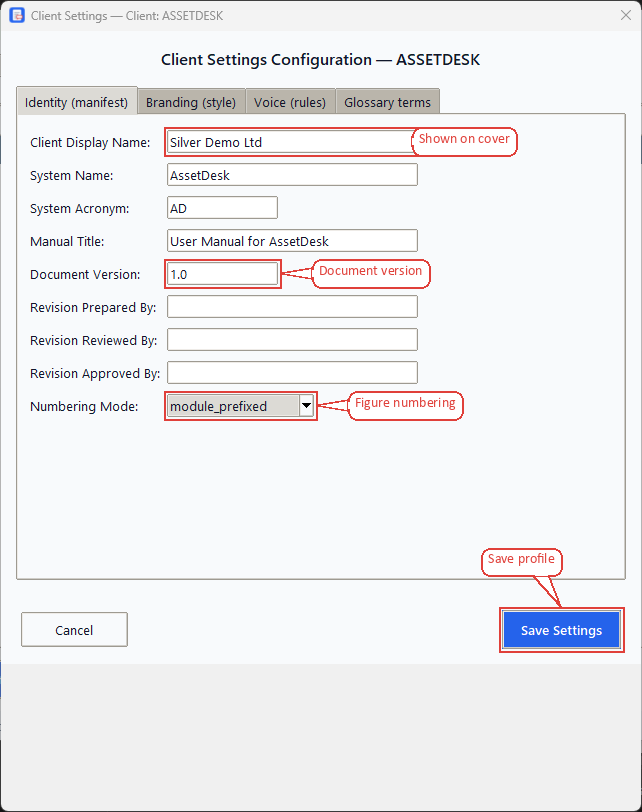 Client Settings — Client: ASSETDESK
Client Settings Configuration — ASSETDESK
Identity (manifest) Branding (style) Voice (rules) Glossary terms
Client Display Name: Silver Demo Ltd Shown on cover
System Name: AssetDesk
System Acronym: AD
Manual Title: User Manual for AssetDesk
Document Version: 1.0 Document version
Revision Prepared By:
Revision Reviewed By:
Revision Approved By:
Numbering Mode: module_prefixed Figure numbering
Save profile
Cancel Save Settings